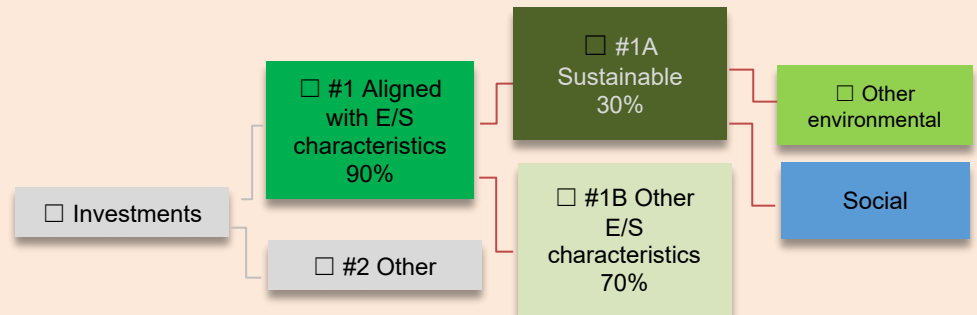 ☐ Investments
☐ #1 Aligned
with E/S
characteristics
90%
☐ #2 Other
☐ #1A
Sustainable
30%
☐ #1B Other
E/S
characteristics
70%
☐ Other
environmental
Social